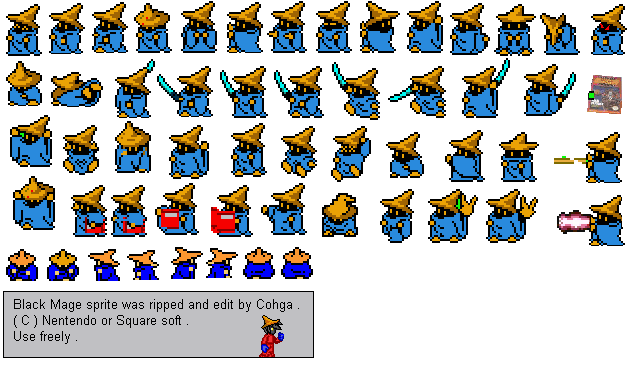 Black Mage sprite was ripped and edit by Cohga .
( C ) Nentendo or Square soft .
Use freely .